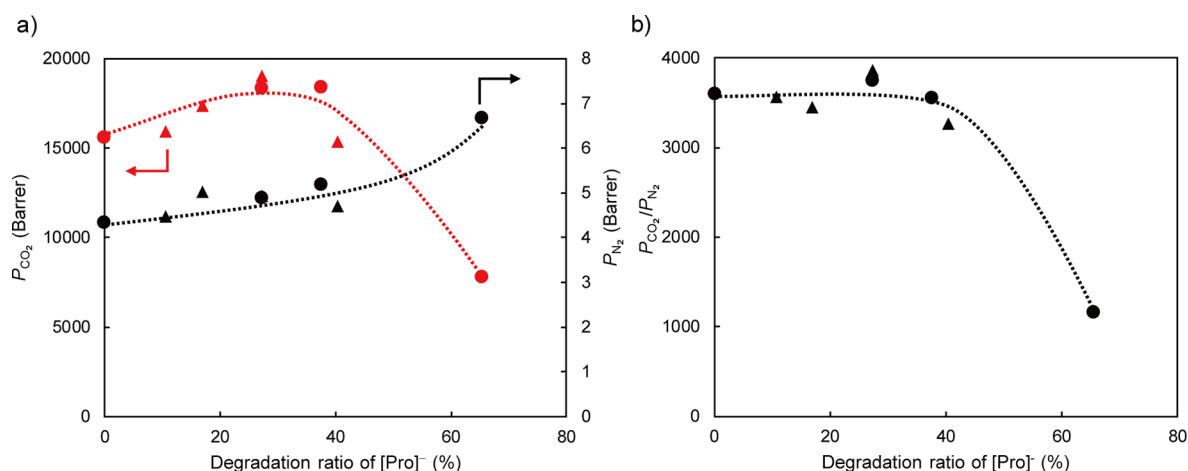 a)
20000
15000
10000
5000
0
P_CO₂ (Barrer)
8
7
6
5
4
3
2
1
0
P_N₂ (Barrer)
0 20 40 60 80
Degradation ratio of [Pro]⁻ (%)
b)
4000
3000
2000
1000
0
P_CO₂/P_N₂
0 20 40 60 80
Degradation ratio of [Pro]⁻ (%)